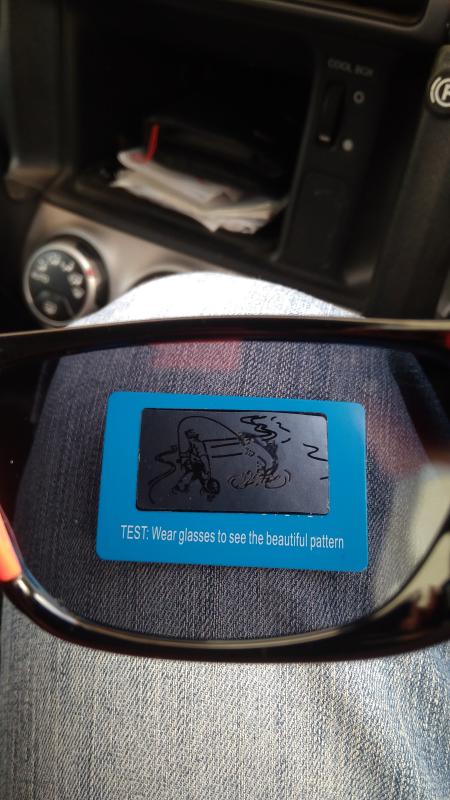 COOL BOX
TEST: Wear glasses to see the beautiful pattern